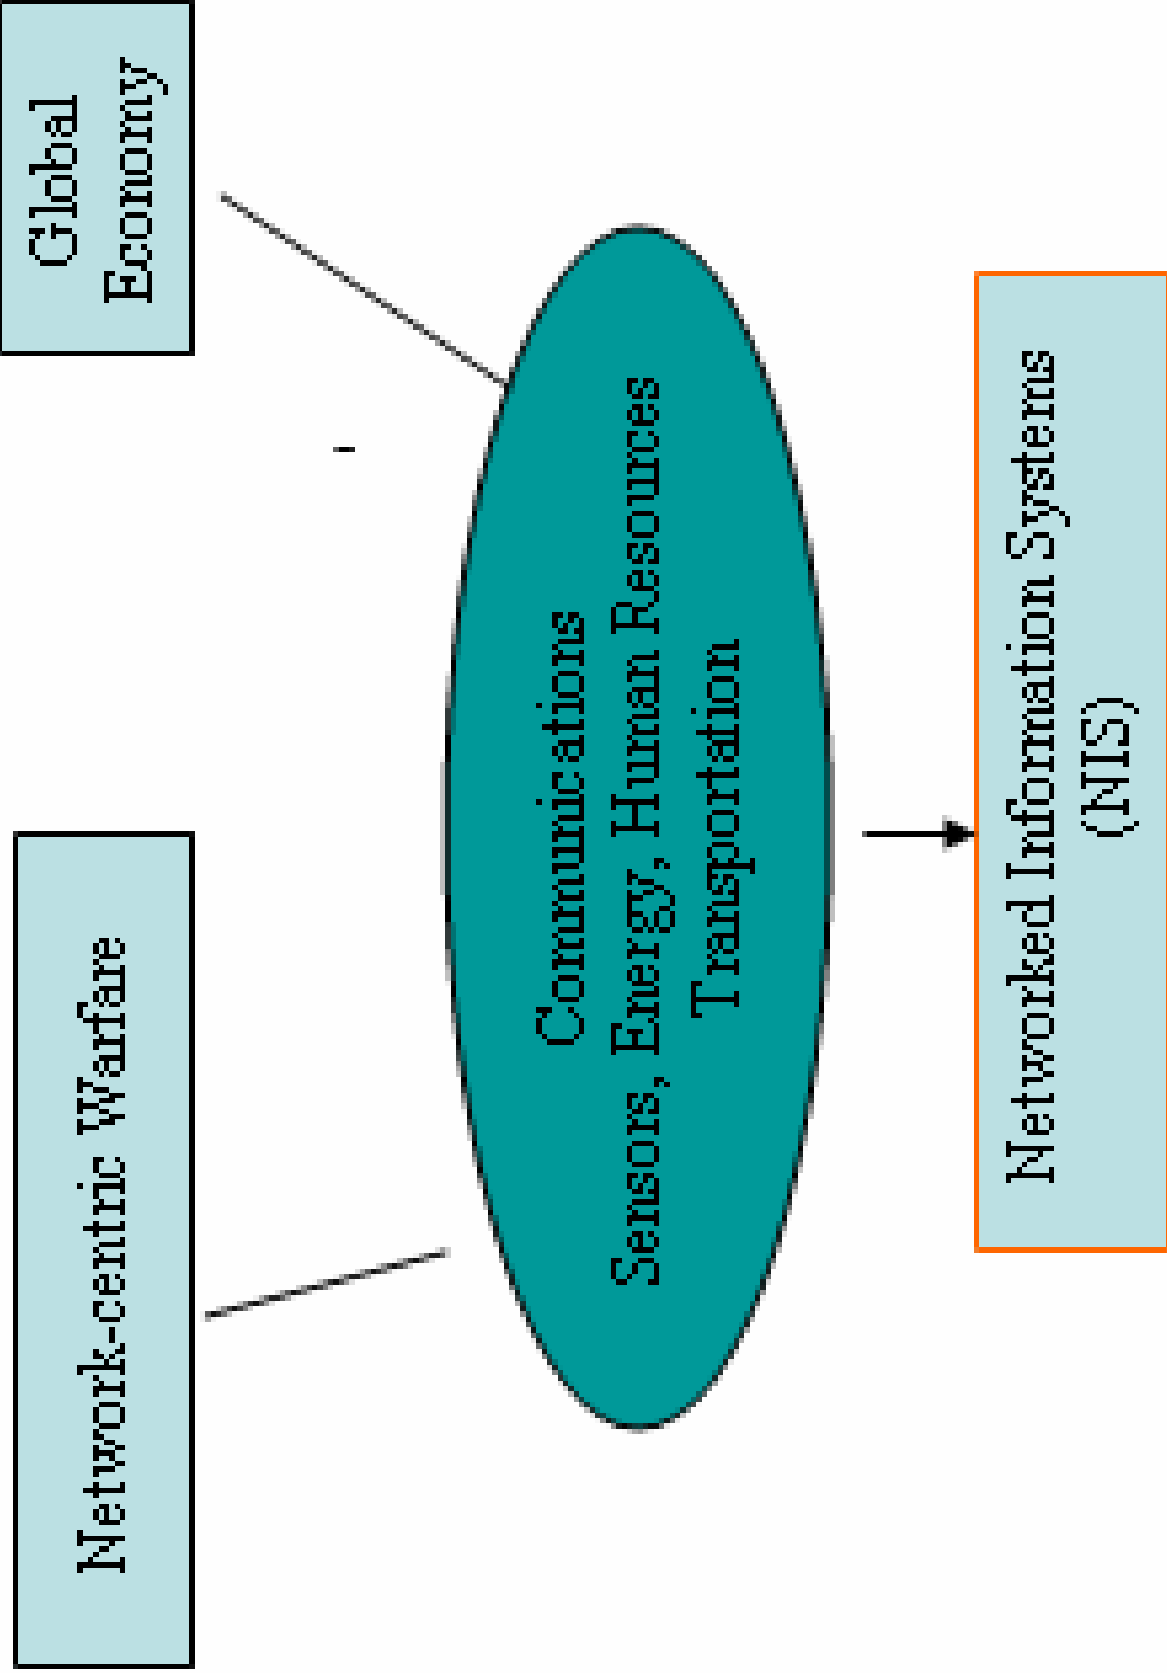 Network-centric Warfare
Global
Economy
Communications
Sensors, Energy, Human Resources
Transportation
Networked Information Systems
(NIS)